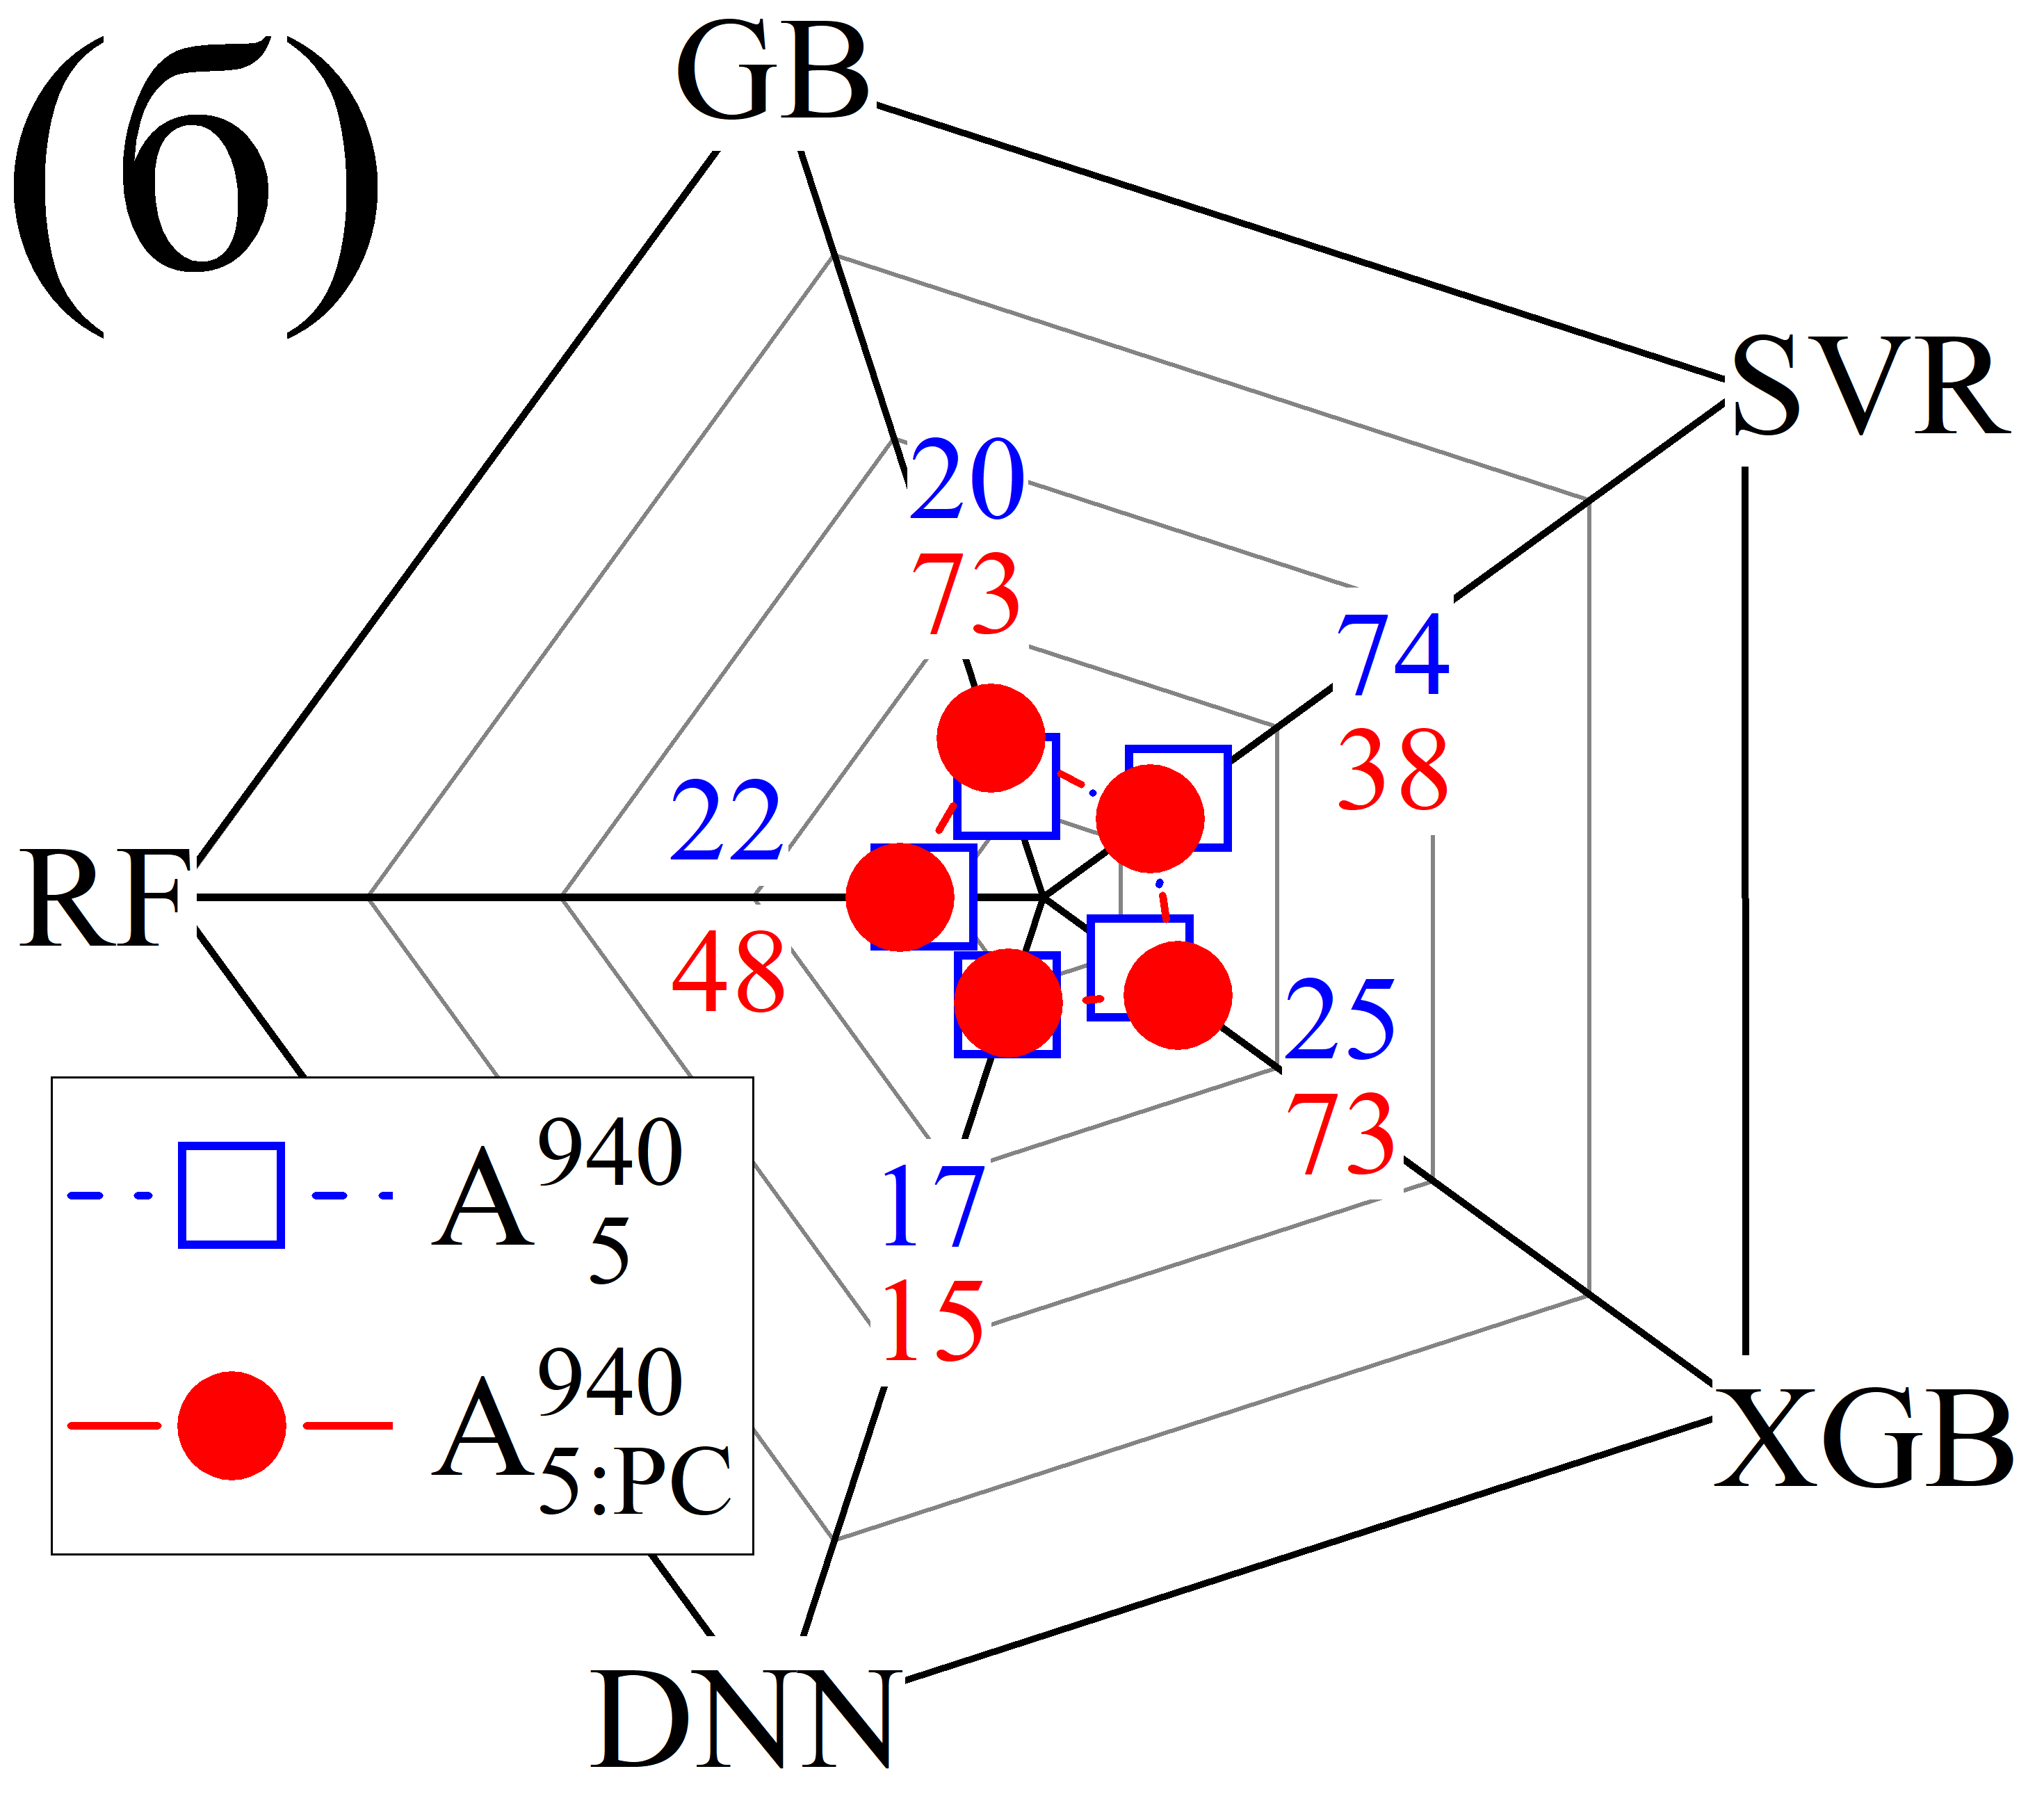 (б)
GB
SVR
20
73
74
38
22
RF
48
25
73
17
15
A 940 5
A 940 5:PC
XGB
DNN